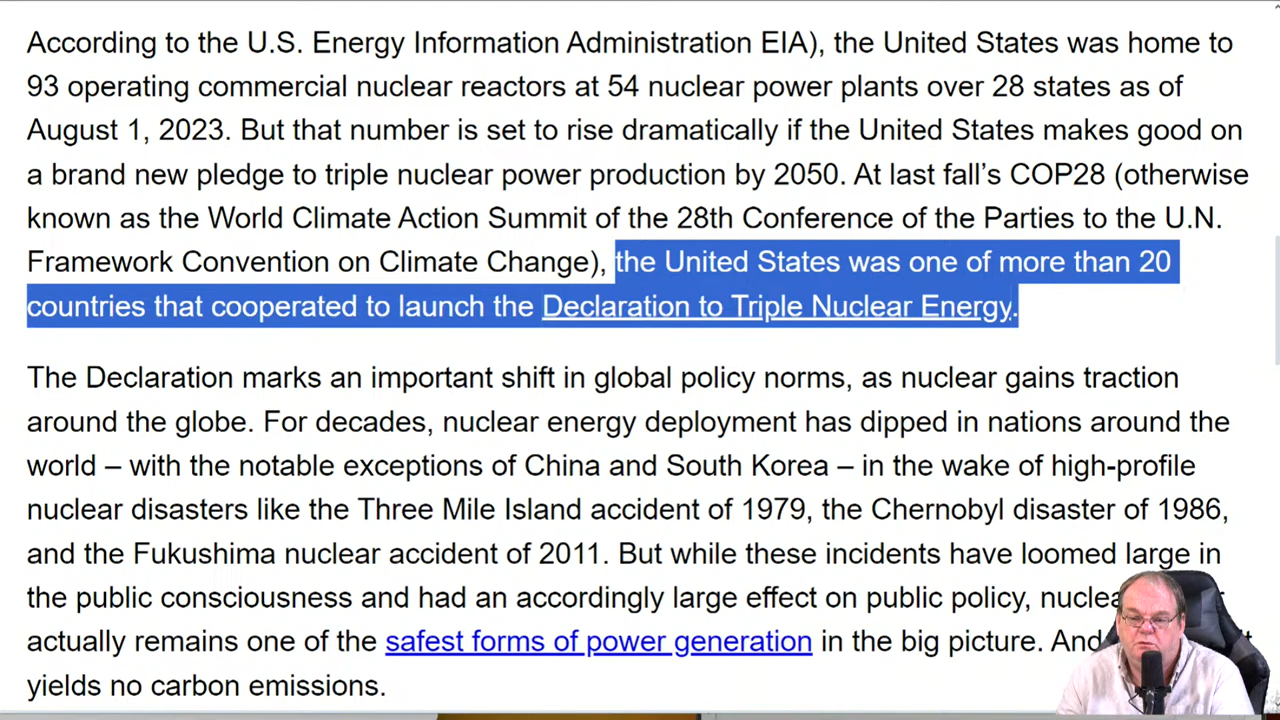 According to the U.S. Energy Information Administration EIA), the United States was home to
93 operating commercial nuclear reactors at 54 nuclear power plants over 28 states as of
August 1, 2023. But that number is set to rise dramatically if the United States makes good on
a brand new pledge to triple nuclear power production by 2050. At last fall’s COP28 (otherwise
known as the World Climate Action Summit of the 28th Conference of the Parties to the U.N.
Framework Convention on Climate Change), the United States was one of more than 20
countries that cooperated to launch the Declaration to Triple Nuclear Energy.
The Declaration marks an important shift in global policy norms, as nuclear gains traction
around the globe. For decades, nuclear energy deployment has dipped in nations around the
world – with the notable exceptions of China and South Korea – in the wake of high-profile
nuclear disasters like the Three Mile Island accident of 1979, the Chernobyl disaster of 1986,
and the Fukushima nuclear accident of 2011. But while these incidents have loomed large in
the public consciousness and had an accordingly large effect on public policy,
actually remains one of the safest forms of power generation in the big picture.
yields no carbon emissions.